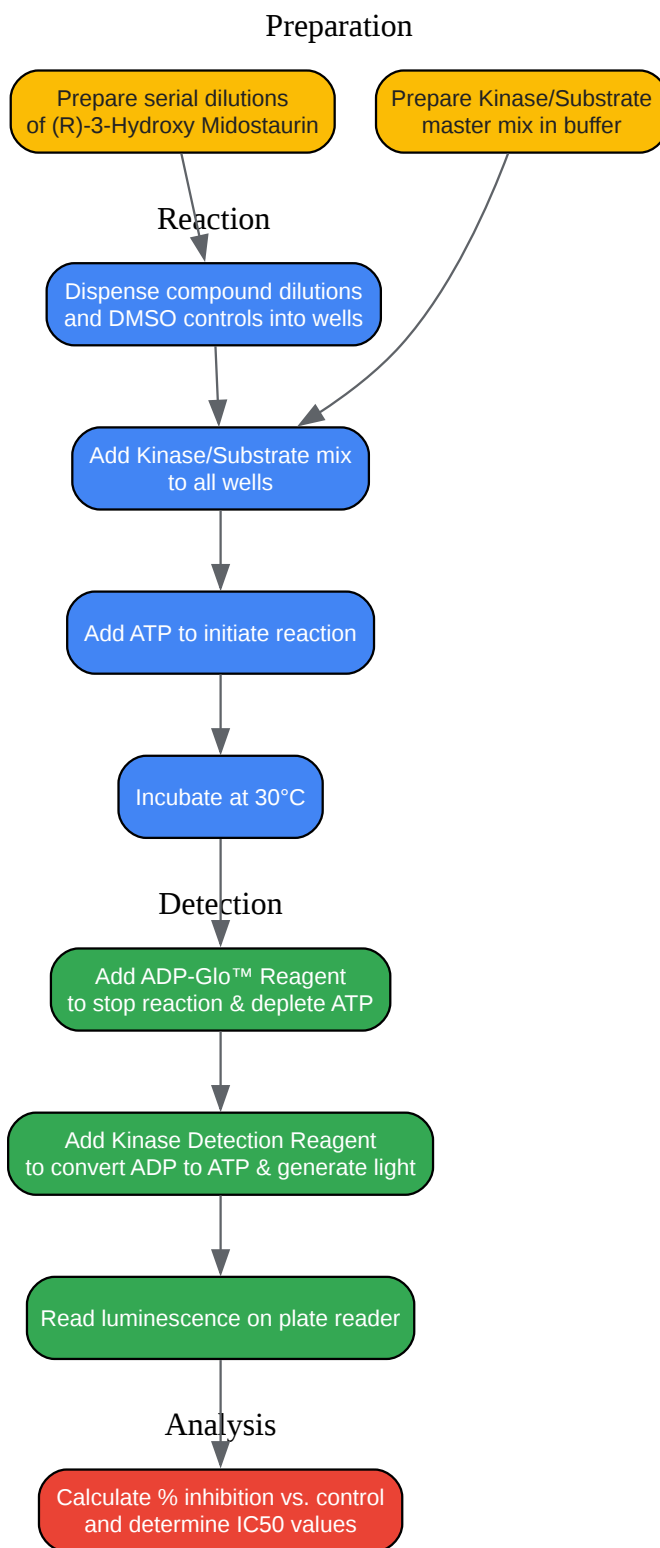 Preparation
Prepare serial dilutions
of (R)-3-Hydroxy Midostaurin
Prepare Kinase/Substrate
master mix in buffer
Reaction
Dispense compound dilutions
and DMSO controls into wells
Add Kinase/Substrate mix
to all wells
Add ATP to initiate reaction
Incubate at 30°C
Detection
Add ADP-Glo™ Reagent
to stop reaction & deplete ATP
Add Kinase Detection Reagent
to convert ADP to ATP & generate light
Read luminescence on plate reader
Analysis
Calculate % inhibition vs. control
and determine IC50 values